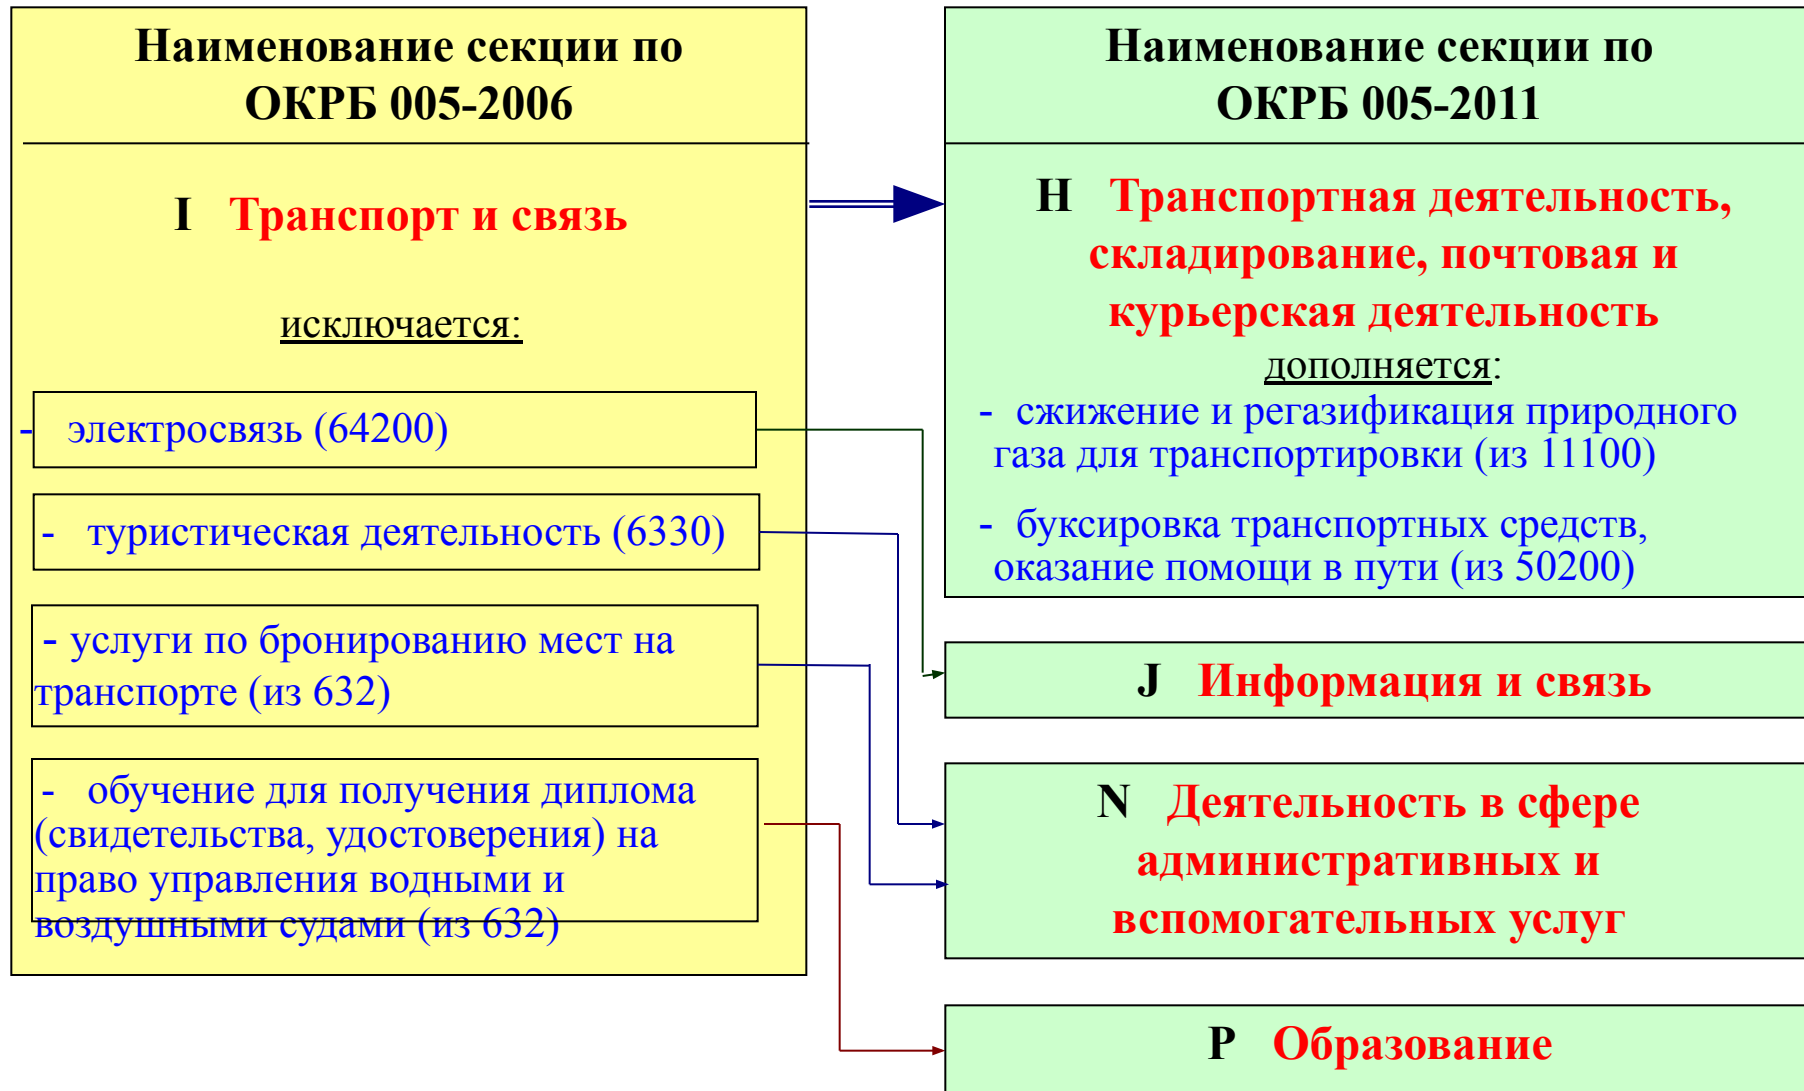 Наименование секции по
ОКРБ 005-2006
I Транспорт и связь
исключается:
- электросвязь (64200)
- туристическая деятельность (6330)
- услуги по бронированию мест на
транспорте (из 632)
- обучение для получения диплома
(свидетельства, удостоверения) на
право управления водными и
воздушными судами (из 632)
Наименование секции по
ОКРБ 005-2011
H Транспортная деятельность,
складирование, почтовая и
курьерская деятельность
дополняется:
- сжижение и регазификация природного
газа для транспортировки (из 11100)
- буксировка транспортных средств,
оказание помощи в пути (из 50200)
J Информация и связь
N Деятельность в сфере
административных и
вспомогательных услуг
P Образование